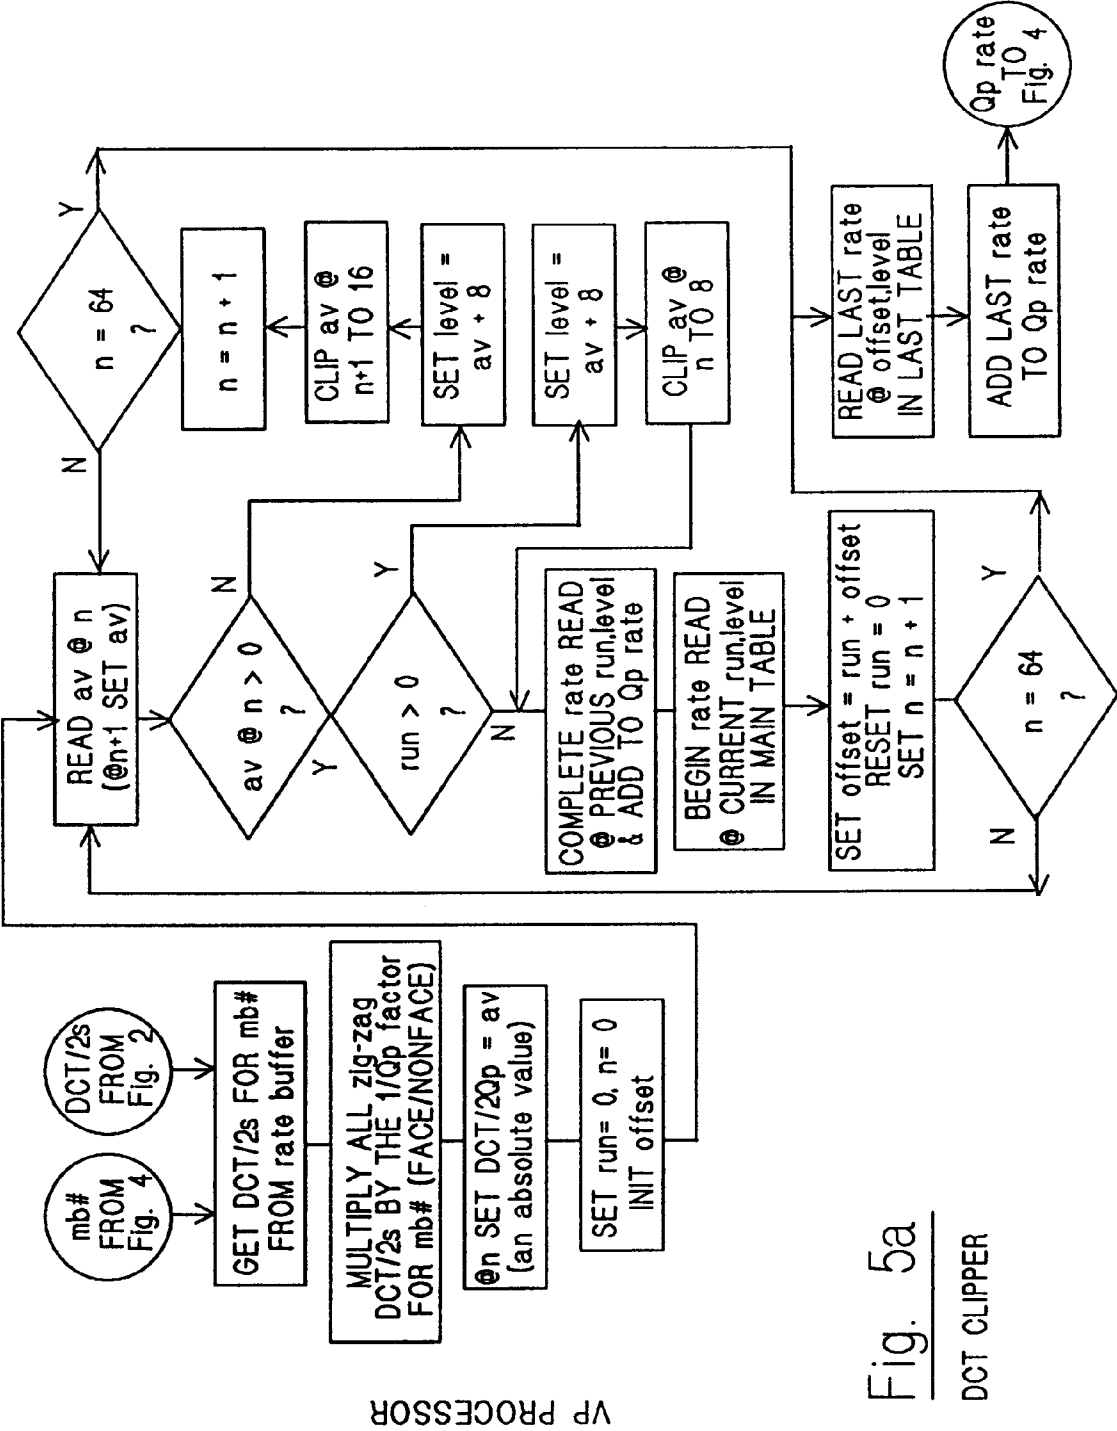 mb#
FROM
Fig. 4
DCT/2s
FROM
Fig. 2
GET DCT/2s FOR mb#
FROM rate buffer
MULTIPLY ALL zig-zag
DCT/2s BY THE 1/Qp factor
FOR mb# (FACE/NONFACE)
@n SET DCT/2Qp = av
(an absolute value)
SET run= 0, n= 0
INIT offset
READ av @ n
(@n+1 SET av)
av @ n > 0
?
N
Y
run > 0
?
Y
N
COMPLETE rate READ
@ PREVIOUS run,level
& ADD TO Qp rate
BEGIN rate READ
@ CURRENT run,level
IN MAIN TABLE
SET offset = run + offset
RESET run = 0
SET n = n + 1
n = 64
?
N
Y
n = 64
?
N
Y
n = n + 1
CLIP av @
n+1 TO 16
SET level =
av + 8
SET level =
av + 8
CLIP av @
n TO 8
READ LAST rate
@ offset,level
IN LAST TABLE
ADD LAST rate
TO Qp rate
Qp rate
TO
Fig. 4
VP PROCESSOR
Fig. 5a
DCT CLIPPER